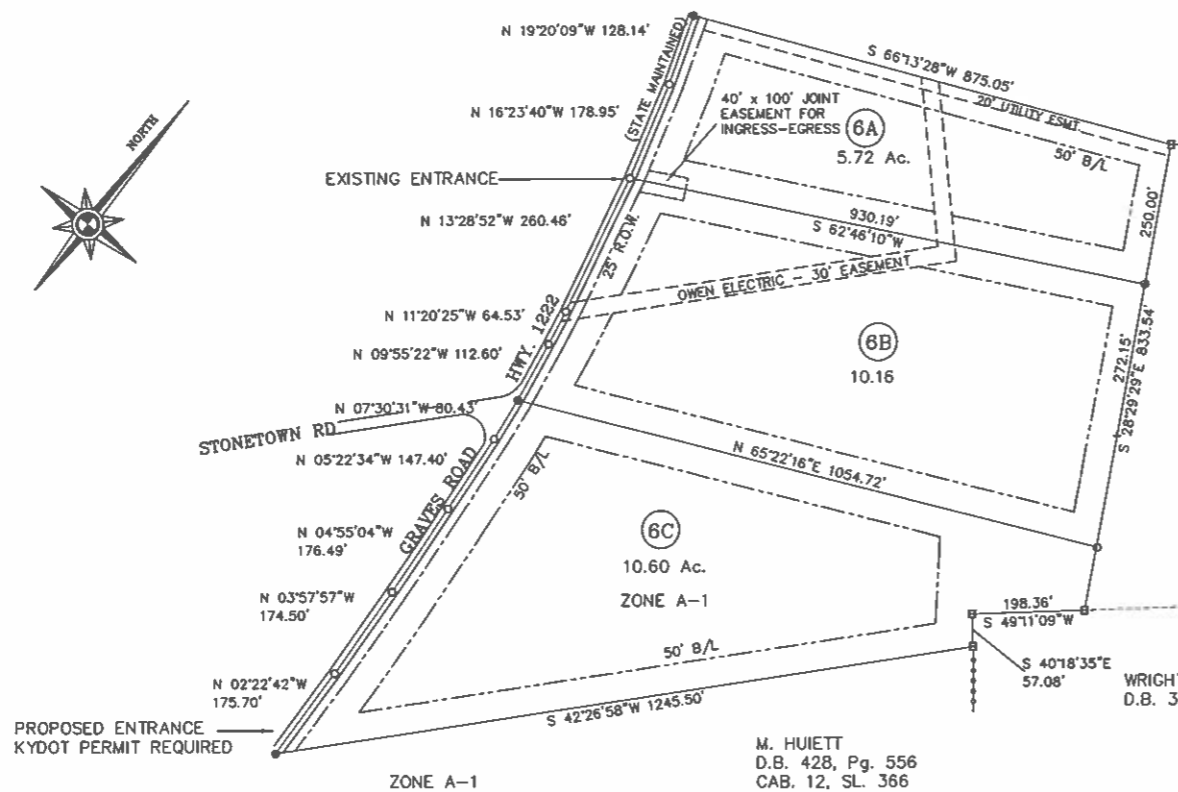 N 19°20'09"W 128.14'
(STATE MAINTAINED)
S 66°13'28"W 875.05'
20' UTILITY ESMT.
NORTH
N 16°23'40"W 178.95'
40' x 100' JOINT
EASEMENT FOR
INGRESS-EGRESS
6A
5.72 Ac.
50' B/L
EXISTING ENTRANCE
N 13°28'52"W 260.46'
25' R.O.W.
930.19'
S 62°46'10"W
250.00'
OWEN ELECTRIC - 30' EASEMENT
N 11°20'25"W 64.53'
HWY. 1222
N 09°55'22"W 112.60'
6B
10.16
272.15'
S 28°29'29"E 833.54'
N 07°30'31"W 80.43'
STONETOWN RD
N 05°22'34"W 147.40'
N 65°22'16"E 1054.72'
50' B/L
GRAVES ROAD
N 04°55'04"W
176.49'
6C
10.60 Ac.
ZONE A-1
N 03°57'57"W
174.50'
198.36'
S 49°11'09"W
50' B/L
S 40°18'35"E
57.08'
N 02°22'42"W
175.70'
WRIGHT
D.B. 3
S 42°26'58"W 1245.50'
PROPOSED ENTRANCE
KYDOT PERMIT REQUIRED
M. HUIETT
D.B. 428, Pg. 556
CAB. 12, SL. 366
ZONE A-1